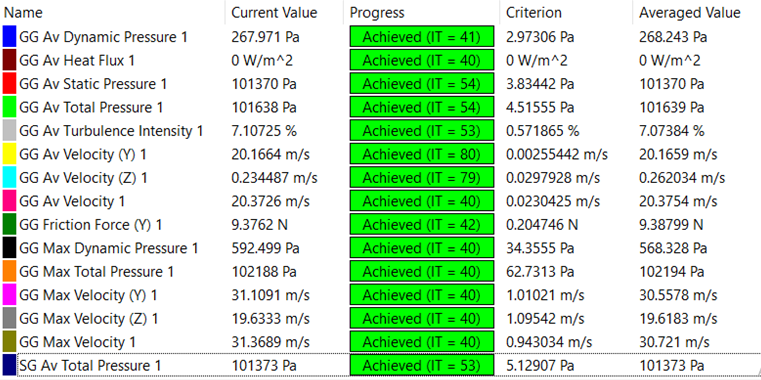 Name Current Value Progress Criterion Averaged Value
GG Av Dynamic Pressure 1 267.971 Pa Achieved (IT = 41) 2.97306 Pa 268.243 Pa
GG Av Heat Flux 1 0 W/m^2 Achieved (IT = 40) 0 W/m^2 0 W/m^2
GG Av Static Pressure 1 101370 Pa Achieved (IT = 54) 3.83442 Pa 101370 Pa
GG Av Total Pressure 1 101638 Pa Achieved (IT = 54) 4.51555 Pa 101639 Pa
GG Av Turbulence Intensity 1 7.10725 % Achieved (IT = 53) 0.571865 % 7.07384 %
GG Av Velocity (Y) 1 20.1664 m/s Achieved (IT = 80) 0.00255442 m/s 20.1659 m/s
GG Av Velocity (Z) 1 0.234487 m/s Achieved (IT = 79) 0.0297928 m/s 0.262034 m/s
GG Av Velocity 1 20.3726 m/s Achieved (IT = 40) 0.0230425 m/s 20.3754 m/s
GG Friction Force (Y) 1 9.3762 N Achieved (IT = 42) 0.204746 N 9.38799 N
GG Max Dynamic Pressure 1 592.499 Pa Achieved (IT = 40) 34.3555 Pa 568.328 Pa
GG Max Total Pressure 1 102188 Pa Achieved (IT = 40) 62.7313 Pa 102194 Pa
GG Max Velocity (Y) 1 31.1091 m/s Achieved (IT = 40) 1.01021 m/s 30.5578 m/s
GG Max Velocity (Z) 1 19.6333 m/s Achieved (IT = 40) 1.09542 m/s 19.6183 m/s
GG Max Velocity 1 31.3689 m/s Achieved (IT = 40) 0.943034 m/s 30.721 m/s
SG Av Total Pressure 1 101373 Pa Achieved (IT = 53) 5.12907 Pa 101373 Pa